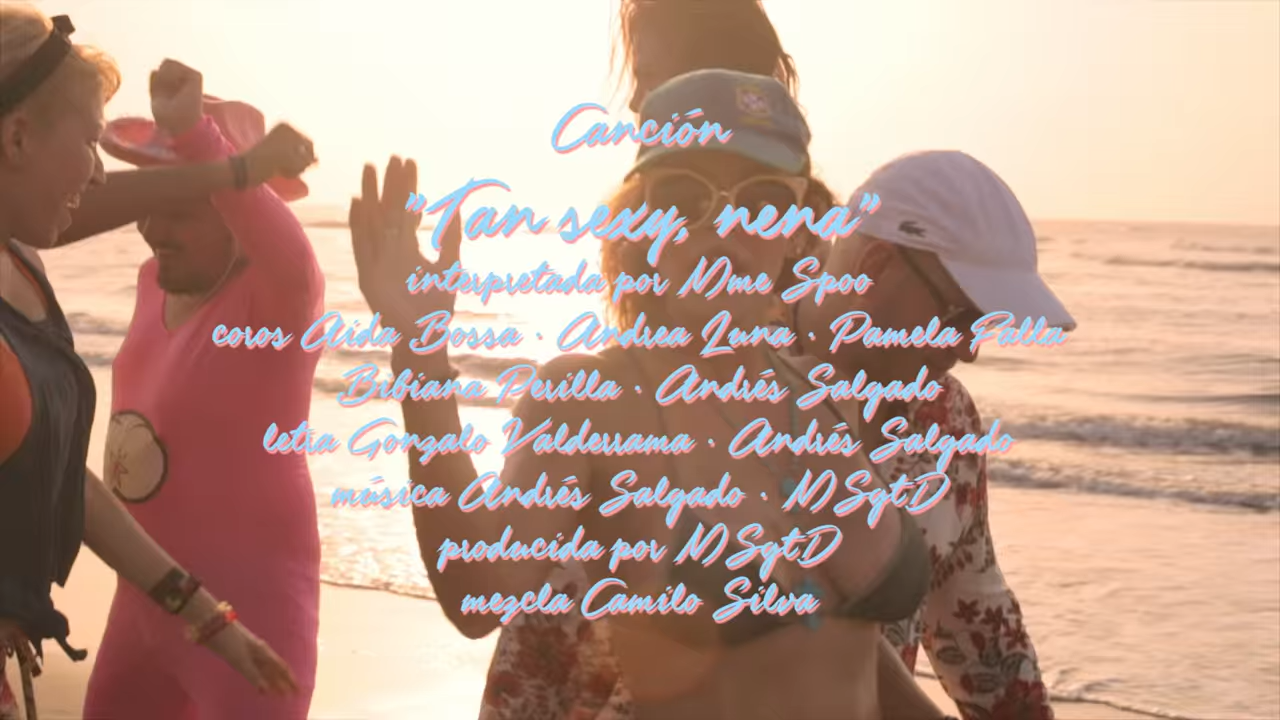 Canción
"Tan sexy, nena"
interpretada por Mme Spoo
coros Aida Bossa · Andrea Luna · Pamela Falla
Bibiana Perilla · Andrés Salgado
letra Gonzalo Valderrama · Andrés Salgado
música Andrés Salgado · MSgtD
producida por MSgtD
mezcla Camilo Silva